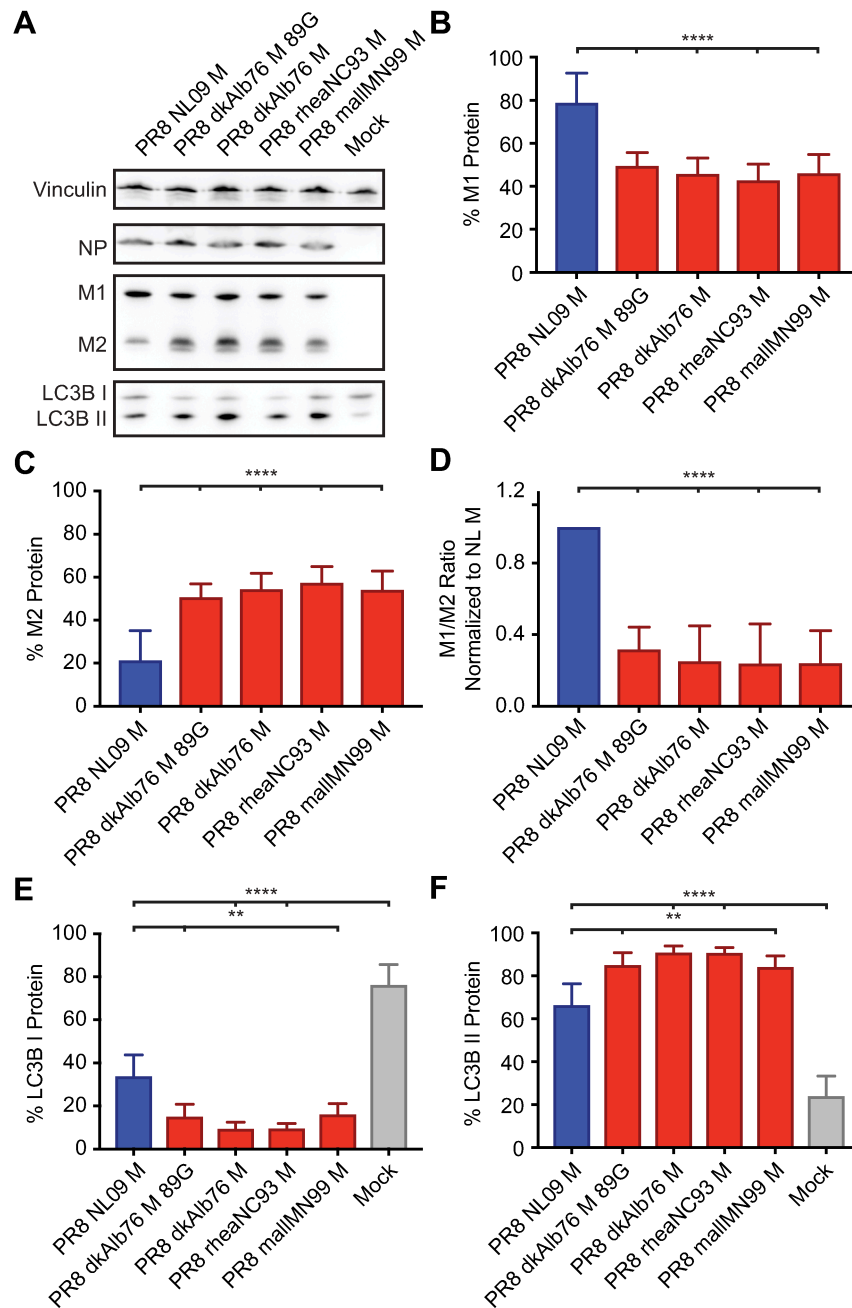 A
PR8 NL09 M
PR8 dkAlb76 M 89G
PR8 dkAlb76 M
PR8 rheaNC93 M
PR8 mallMN99 M
Mock
Vinculin
NP
M1
M2
LC3B I
LC3B II
B
****
% M1 Protein
100
80
60
40
20
0
PR8 NL09 M
PR8 dkAlb76 M 89G
PR8 dkAlb76 M
PR8 rheaNC93 M
PR8 mallMN99 M
C
****
% M2 Protein
100
80
60
40
20
0
PR8 NL09 M
PR8 dkAlb76 M 89G
PR8 dkAlb76 M
PR8 rheaNC93 M
PR8 mallMN99 M
D
****
M1/M2 Ratio
Normalized to NL M
1.2
0.8
0.4
0.0
PR8 NL09 M
PR8 dkAlb76 M 89G
PR8 dkAlb76 M
PR8 rheaNC93 M
PR8 mallMN99 M
E
****
**
% LC3B I Protein
100
80
60
40
20
0
PR8 NL09 M
PR8 dkAlb76 M 89G
PR8 dkAlb76 M
PR8 rheaNC93 M
PR8 mallMN99 M
Mock
F
****
**
% LC3B II Protein
100
80
60
40
20
0
PR8 NL09 M
PR8 dkAlb76 M 89G
PR8 dkAlb76 M
PR8 rheaNC93 M
PR8 mallMN99 M
Mock